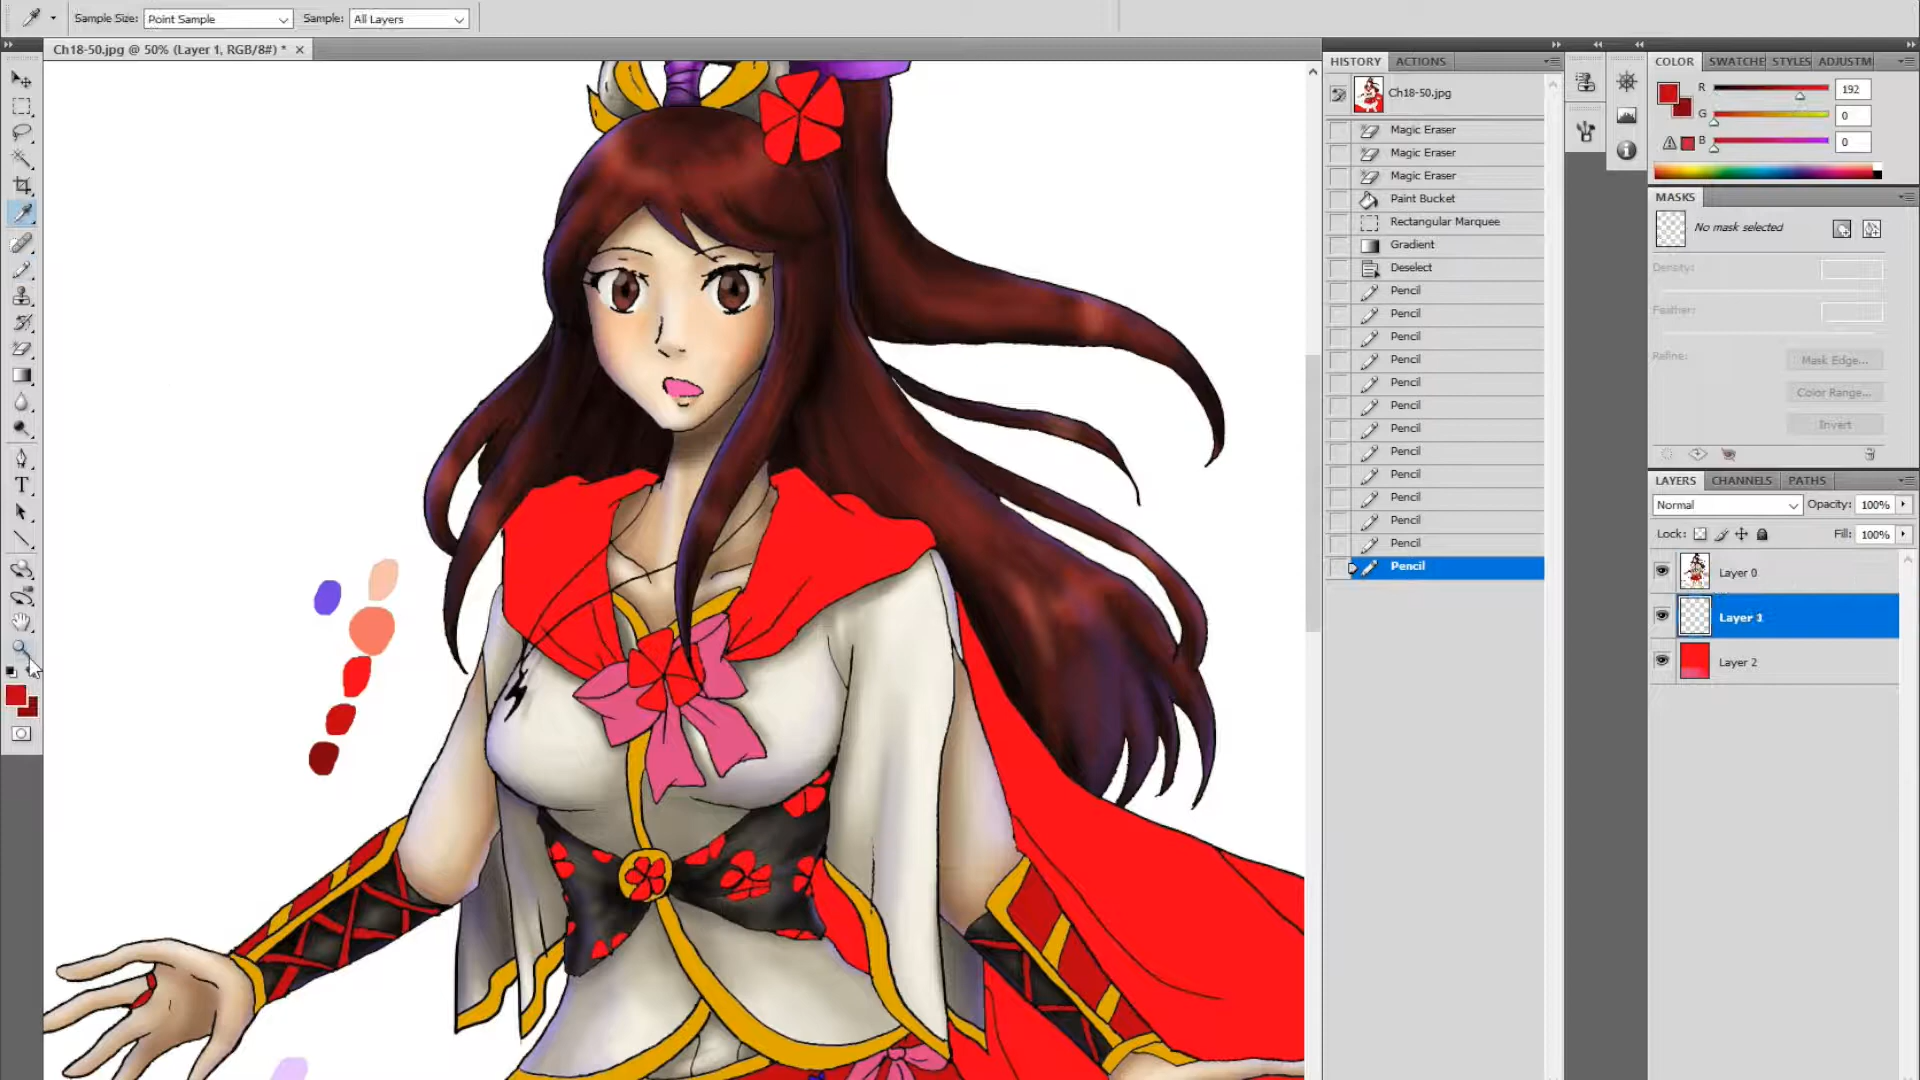 Sample Size: Point Sample Sample: All Layers
Ch18-50.jpg @ 50% (Layer 1, RGB/8#) *
HISTORY ACTIONS
Ch18-50.jpg
Magic Eraser
Magic Eraser
Magic Eraser
Paint Bucket
Rectangular Marquee
Gradient
Deselect
Pencil
Pencil
Pencil
Pencil
Pencil
Pencil
Pencil
Pencil
Pencil
Pencil
Pencil
Pencil
Pencil
COLOR SWATCHE STYLES ADJUSTM
R 192
G 0
B 0
MASKS
No mask selected
Density:
Feather:
Refine: Mask Edge...
Color Range...
Invert
LAYERS CHANNELS PATHS
Normal Opacity: 100%
Lock: Fill: 100%
Layer 0
Layer 1
Layer 2